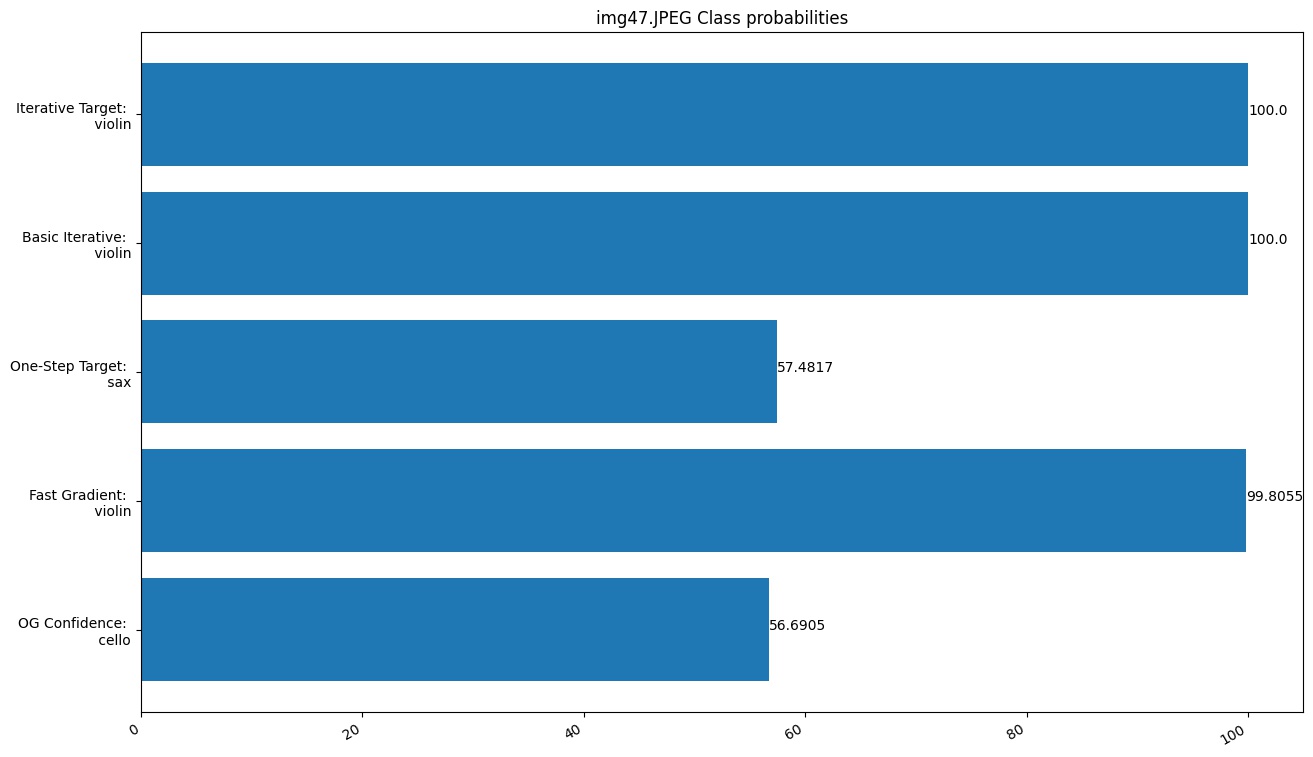 img47.JPEG Class probabilities
Iterative Target:
violin
100.0
Basic Iterative:
violin
100.0
One-Step Target:
sax
57.4817
Fast Gradient:
violin
99.8055
OG Confidence:
cello
56.6905
0
20
40
60
80
100